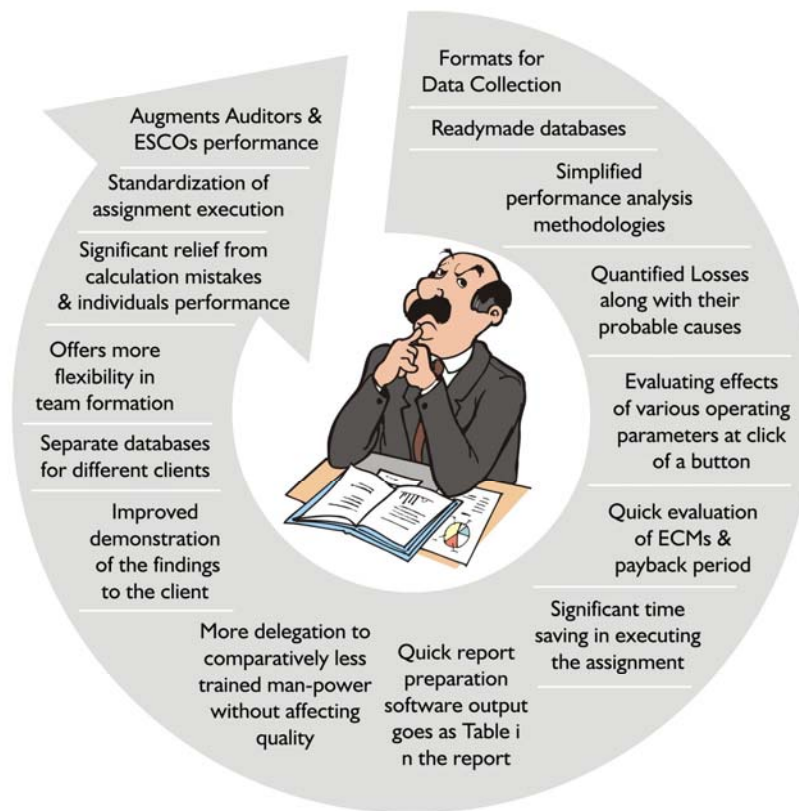 Formats for
Data Collection
Readymade databases
Simplified
performance analysis
methodologies
Quantified Losses
along with their
probable causes
Evaluating effects
of various operating
parameters at click
of a button
Quick evaluation
of ECMs &
payback period
Significant time
saving in executing
the assignment
Quick report
preparation
software output
goes as Table i
n the report
More delegation to
comparatively less
trained man-power
without affecting
quality
Improved
demonstration
of the findings
to the client
Separate databases
for different clients
Offers more
flexibility in
team formation
Significant relief from
calculation mistakes
& individuals performance
Standardization of
assignment execution
Augments Auditors &
ESCOs performance